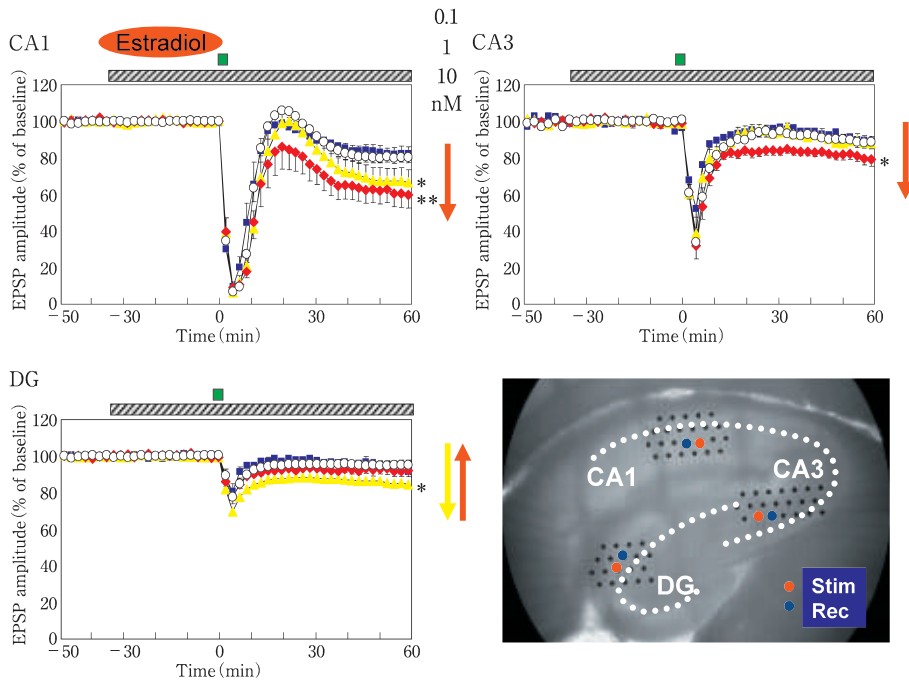 CA1
Estradiol
0.1
1
10
nM
CA3
EPSP amplitude (% of baseline)
120
100
80
60
40
20
0
*
**
−50
−30
0
30
60
Time (min)
EPSP amplitude (% of baseline)
120
100
80
60
40
20
0
*
−50
−30
0
30
60
Time (min)
DG
EPSP amplitude (% of baseline)
120
100
80
60
40
20
0
*
−50
−30
0
30
60
Time (min)
CA1
CA3
DG
Stim
Rec